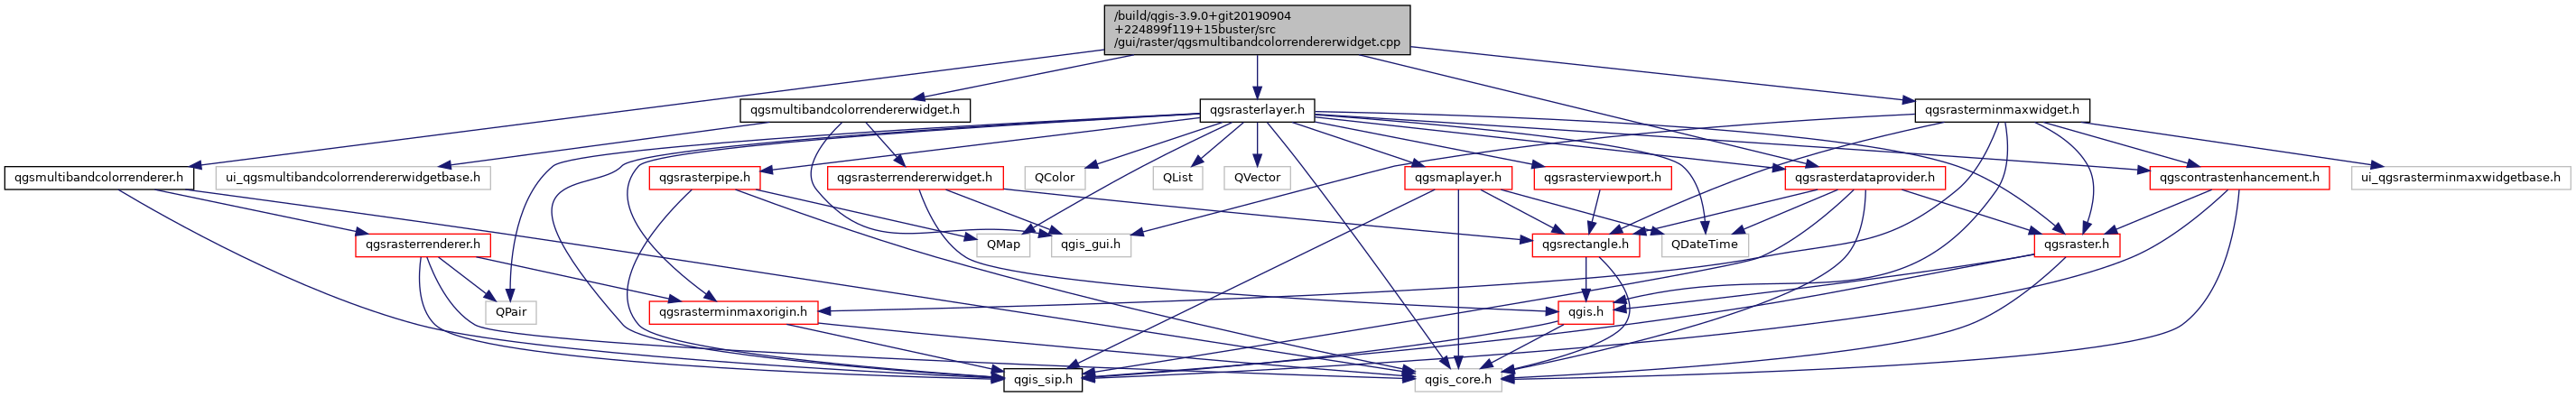 /build/qgis-3.9.0+git20190904
+224899f119+15buster/src
/gui/raster/qgsmultibandcolorrendererwidget.cpp
qgsmultibandcolorrendererwidget.h
qgsrasterlayer.h
qgsrasterminmaxwidget.h
qgsmultibandcolorrenderer.h
ui_qgsmultibandcolorrendererwidgetbase.h
qgsrasterpipe.h
qgsrasterrendererwidget.h
QColor
QList
QVector
qgsmaplayer.h
qgsrasterviewport.h
qgsrasterdataprovider.h
qgscontrastenhancement.h
ui_qgsrasterminmaxwidgetbase.h
qgsrasterrenderer.h
QMap
qgis_gui.h
qgsrectangle.h
QDateTime
qgsraster.h
QPair
qgsrasterminmaxorigin.h
qgis.h
qgis_sip.h
qgis_core.h